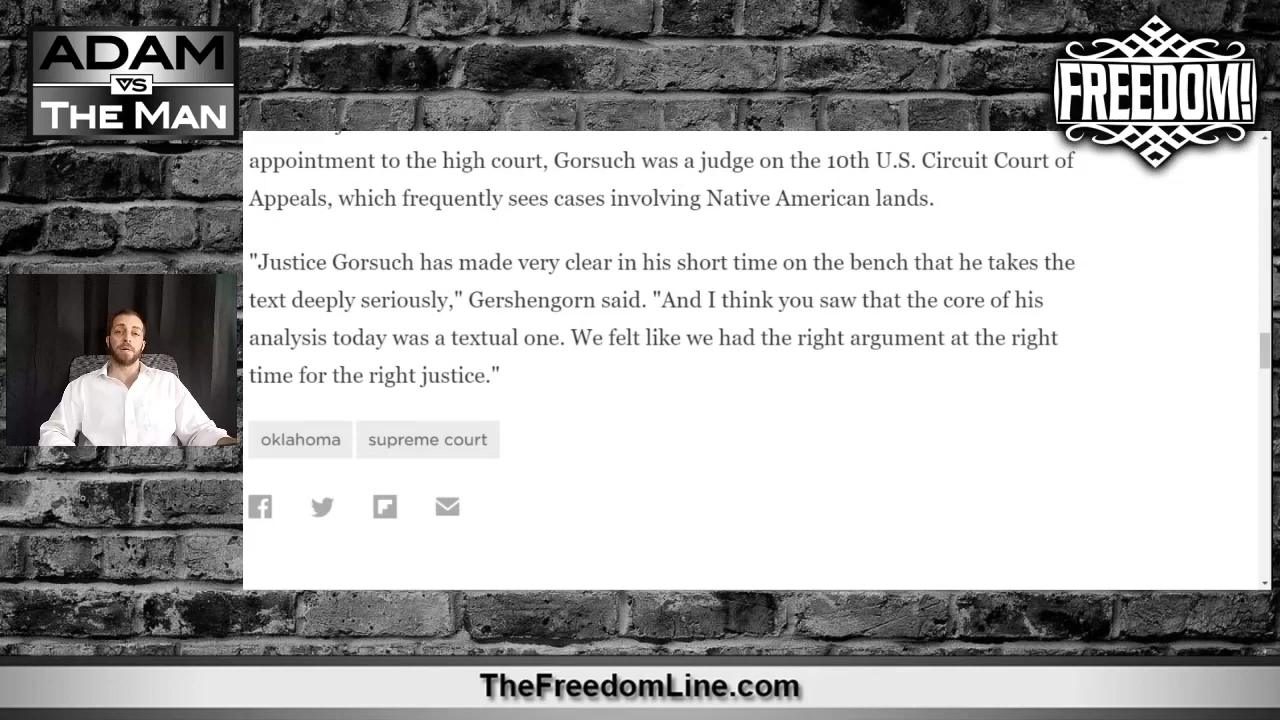 ADAM
VS
THE MAN
FREEDOM!
appointment to the high court, Gorsuch was a judge on the 10th U.S. Circuit Court of
Appeals, which frequently sees cases involving Native American lands.
"Justice Gorsuch has made very clear in his short time on the bench that he takes the
text deeply seriously," Gershengorn said. "And I think you saw that the core of his
analysis today was a textual one. We felt like we had the right argument at the right
time for the right justice."
oklahoma
supreme court
TheFreedomLine.com